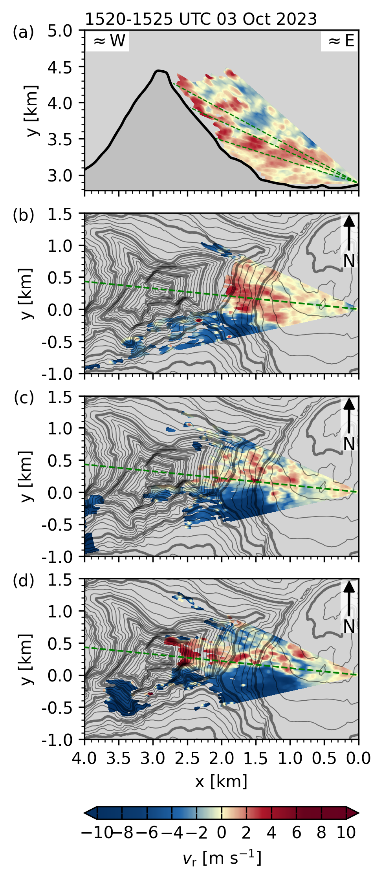 1520-1525 UTC 03 Oct 2023
(a)
5.0
≈ W
≈ E
4.5
4.0
3.5
3.0
y [km]
(b)
1.5
1.0
0.5
0.0
-0.5
-1.0
y [km]
N
(c)
1.5
1.0
0.5
0.0
-0.5
-1.0
y [km]
N
(d)
1.5
1.0
0.5
0.0
-0.5
-1.0
y [km]
N
4.0 3.5 3.0 2.5 2.0 1.5 1.0 0.5 0.0
x [km]
−10−8 −6 −4 −2 0 2 4 6 8 10
vr [m s−1]